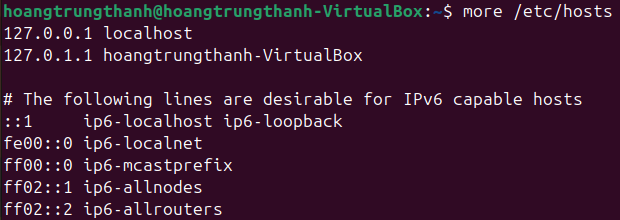 hoangtrungthanh@hoangtrungthanh-VirtualBox:~$ more /etc/hosts
127.0.0.1 localhost
127.0.1.1 hoangtrungthanh-VirtualBox
# The following lines are desirable for IPv6 capable hosts
::1     ip6-localhost ip6-loopback
fe00::0 ip6-localnet
ff00::0 ip6-mcastprefix
ff02::1 ip6-allnodes
ff02::2 ip6-allrouters